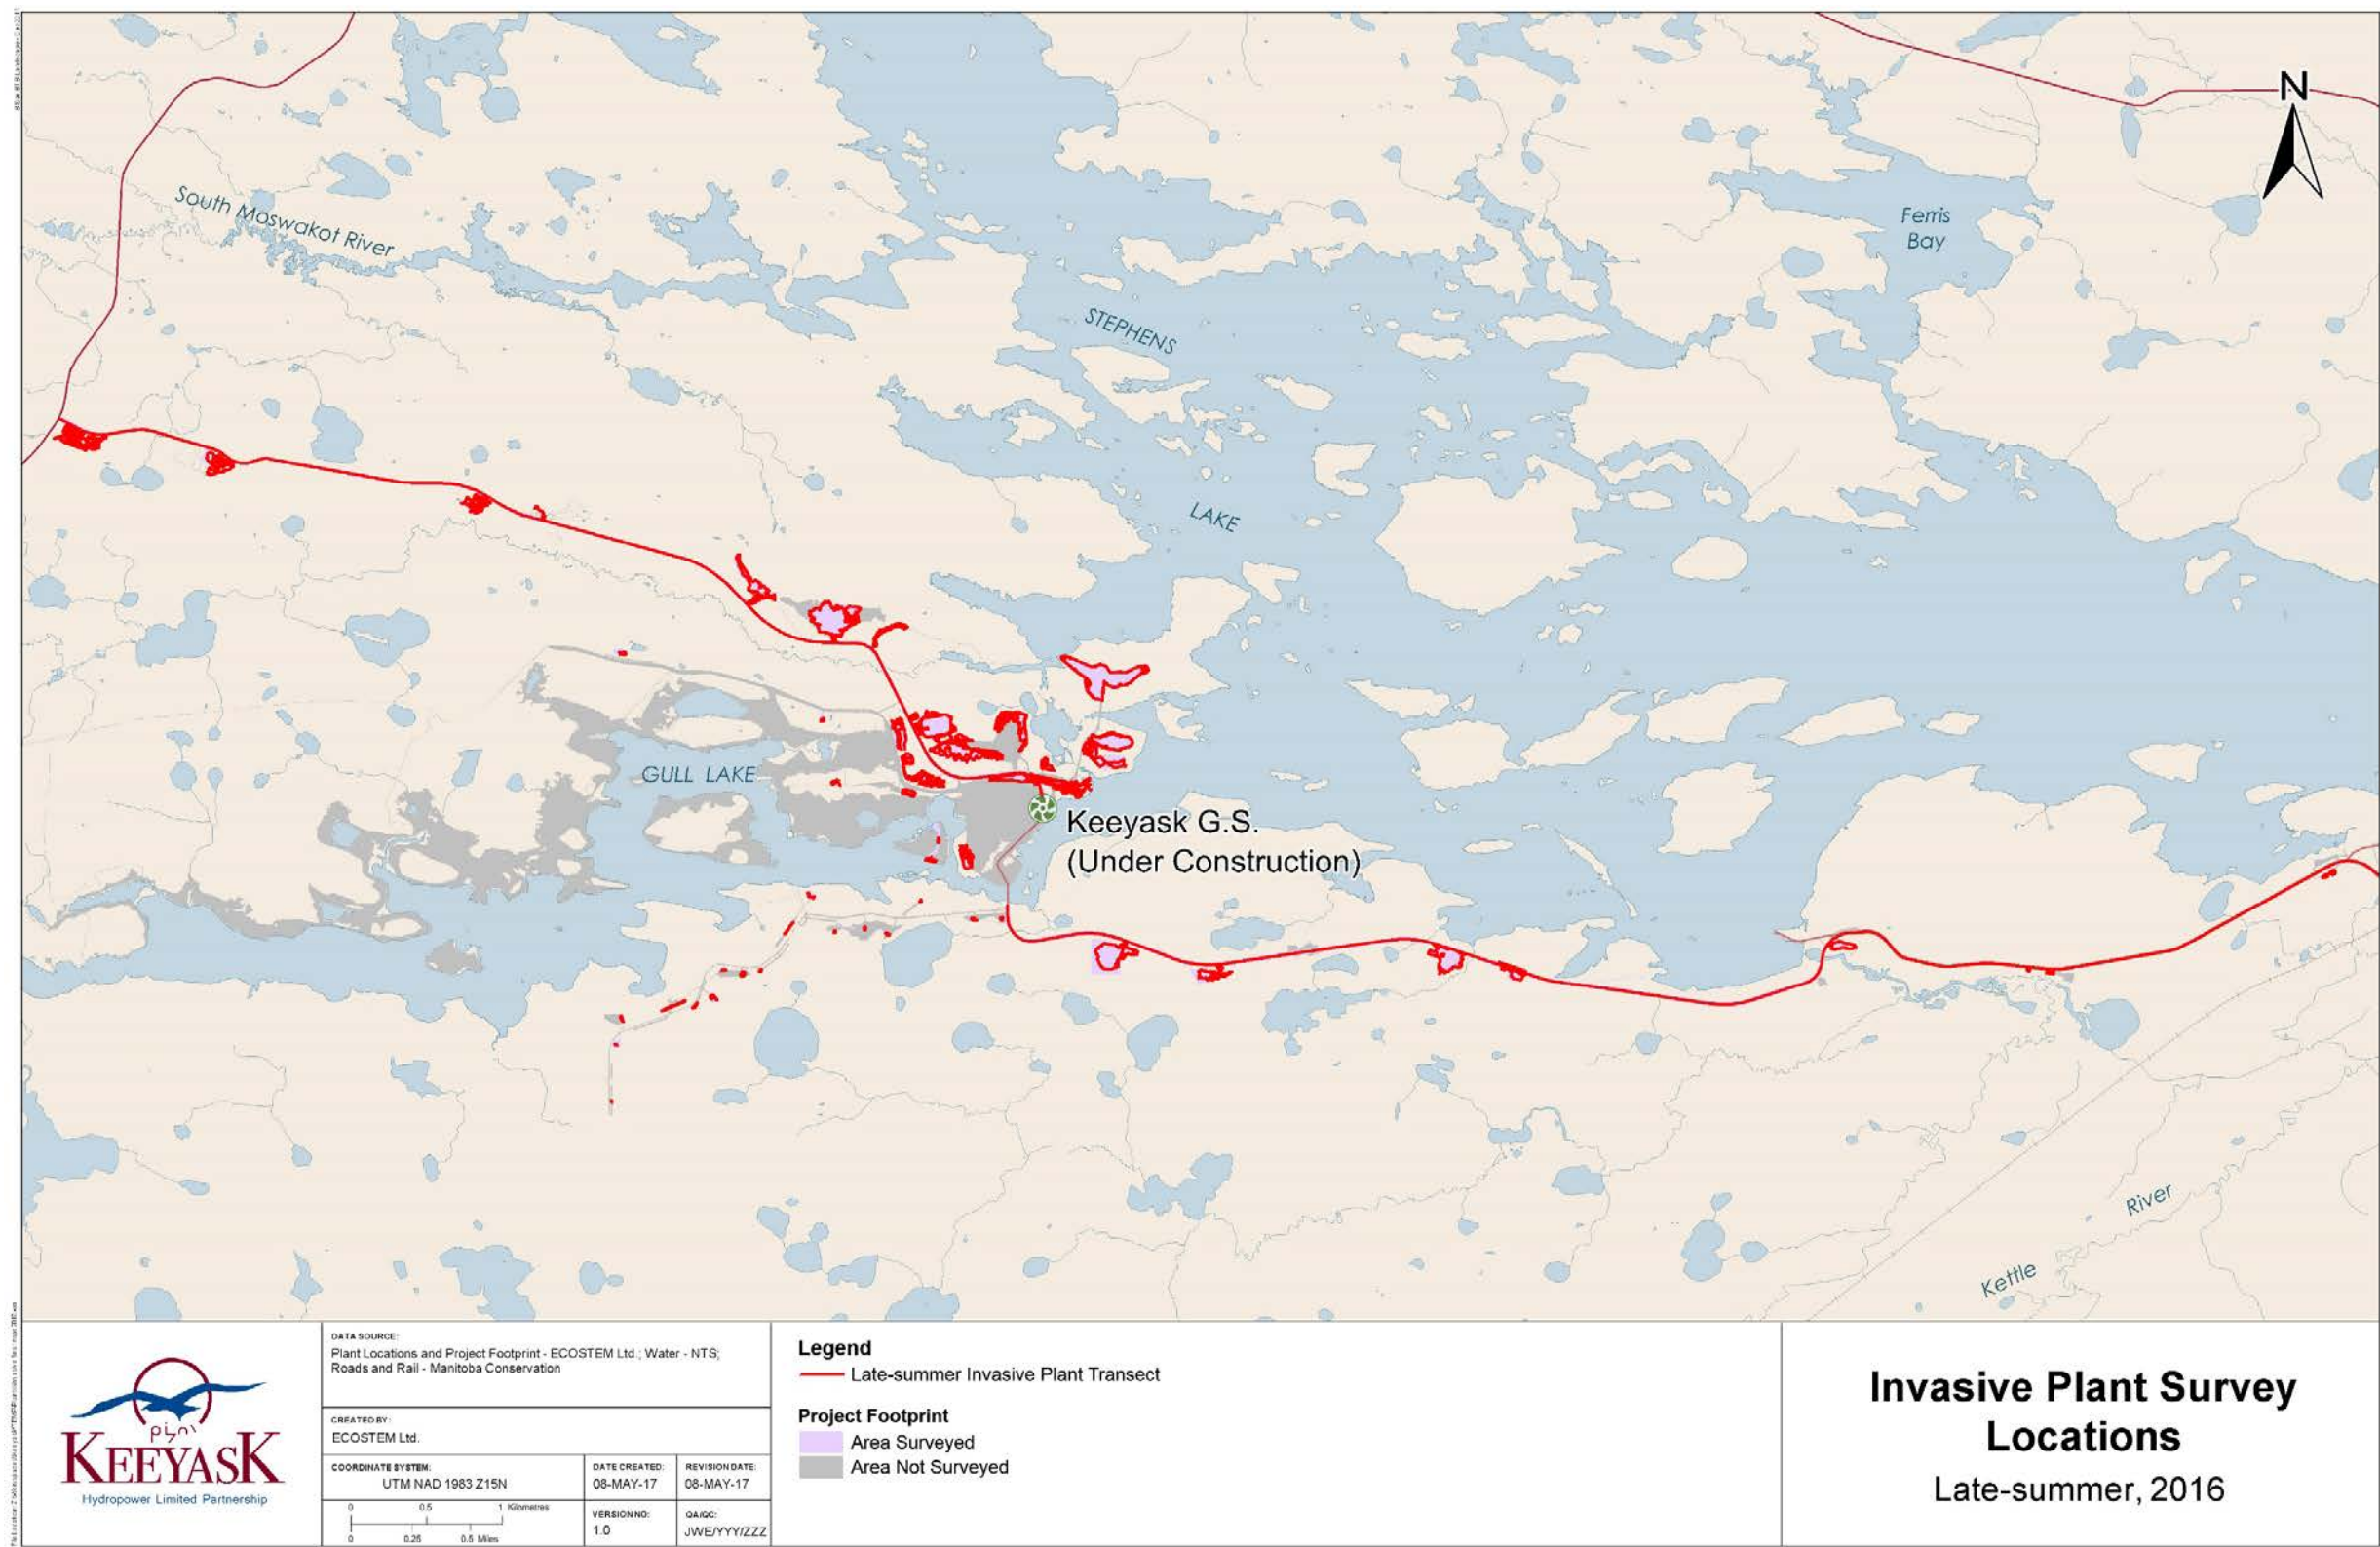 N
South Moswakot River
Ferris
Bay
STEPHENS
LAKE
GULL LAKE
Keeyask G.S.
(Under Construction)
River
Kettle
KEEYASK
Hydropower Limited Partnership
DATA SOURCE:
Plant Locations and Project Footprint - ECOSTEM Ltd.; Water - NTS;
Roads and Rail - Manitoba Conservation
CREATED BY:
ECOSTEM Ltd.
COORDINATE SYSTEM:
UTM NAD 1983 Z15N
DATE CREATED:
08-MAY-17
REVISION DATE:
08-MAY-17
0 0.5 1 Kilometres
0 0.25 0.5 Miles
VERSION NO:
1.0
QA/QC:
JWE/YYY/ZZZ
Legend
Late-summer Invasive Plant Transect
Project Footprint
Area Surveyed
Area Not Surveyed
Invasive Plant Survey
Locations
Late-summer, 2016